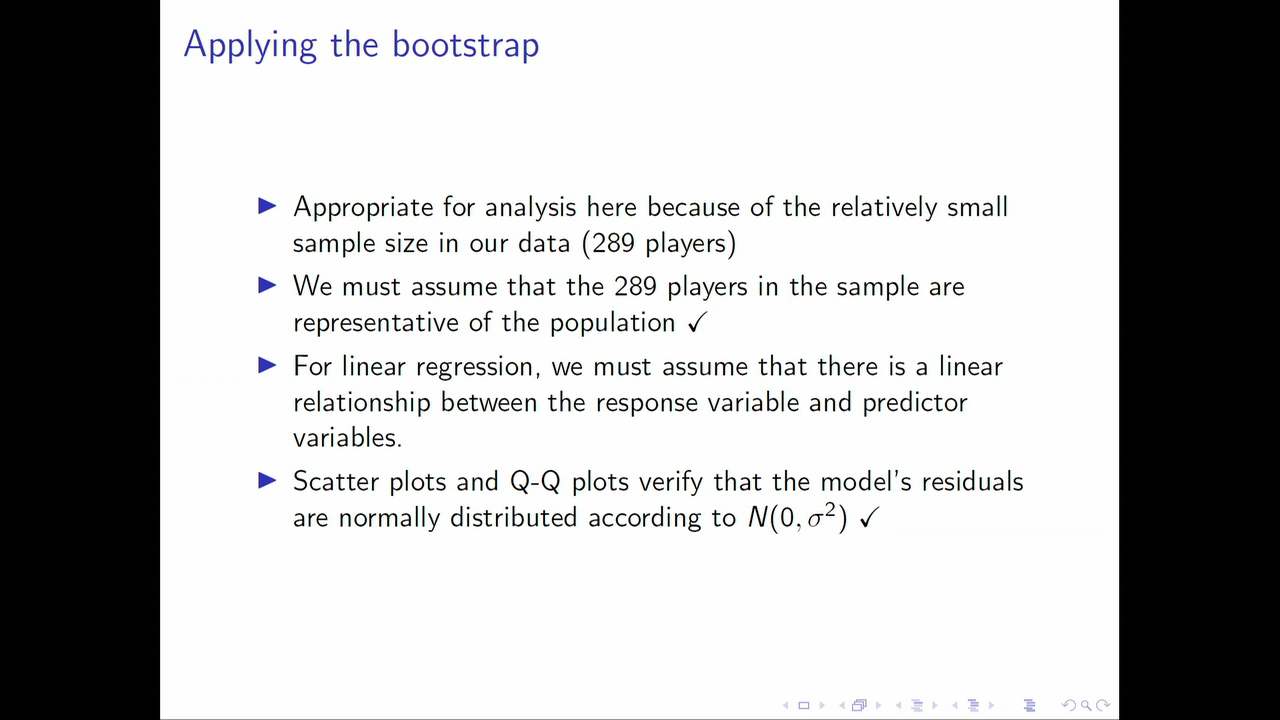 Applying the bootstrap
Appropriate for analysis here because of the relatively small
sample size in our data (289 players)
We must assume that the 289 players in the sample are
representative of the population ✓
For linear regression, we must assume that there is a linear
relationship between the response variable and predictor
variables.
Scatter plots and Q-Q plots verify that the model's residuals
are normally distributed according to N(0, σ²) ✓